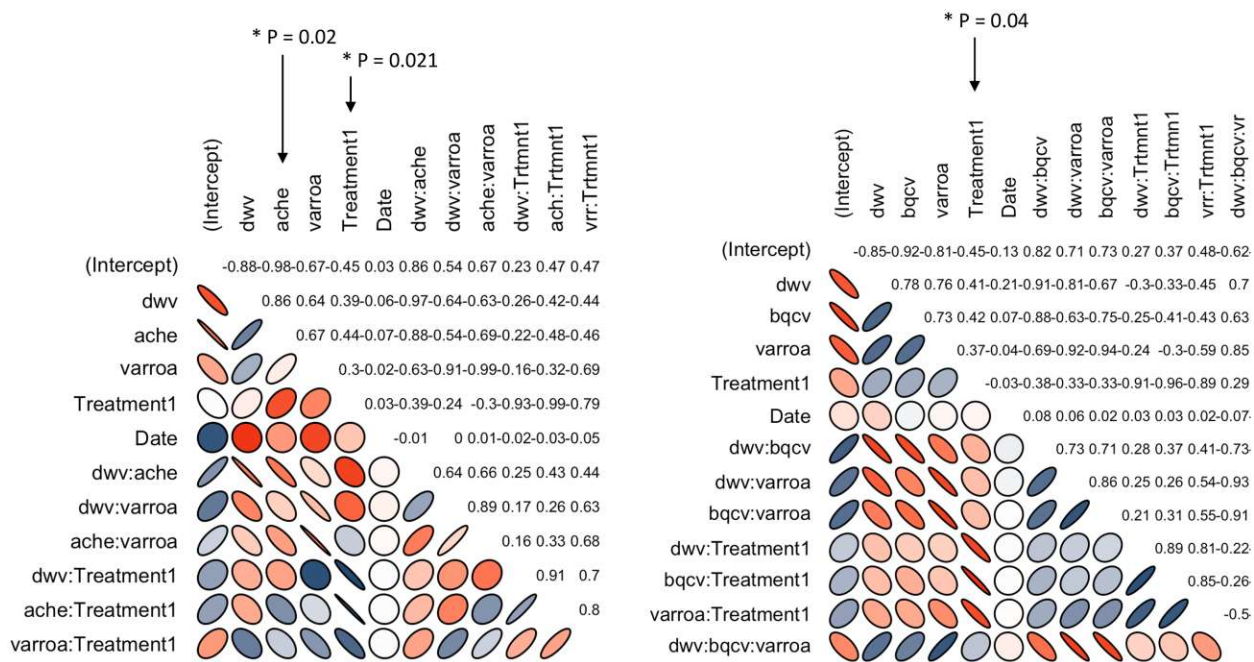 * P = 0.02
* P = 0.021
(Intercept)
dwv
ache
varroa
Treatment1
Date
dwv:ache
dwv:varroa
ache:varroa
dwv:Trtmnt1
ach:Trtmnt1
vrr:Trtmnt1
(Intercept) -0.88-0.98-0.67-0.45 0.03 0.86 0.54 0.67 0.23 0.47 0.47
dwv 0.86 0.64 0.39-0.06-0.97-0.64-0.63-0.26-0.42-0.44
ache 0.67 0.44-0.07-0.88-0.54-0.69-0.22-0.48-0.46
varroa 0.3-0.02-0.63-0.91-0.99-0.16-0.32-0.69
Treatment1 0.03-0.39-0.24 -0.3-0.93-0.99-0.79
Date -0.01 0 0.01-0.02-0.03-0.05
dwv:ache 0.64 0.66 0.25 0.43 0.44
dwv:varroa 0.89 0.17 0.26 0.63
ache:varroa 0.16 0.33 0.68
dwv:Treatment1 0.91 0.7
ache:Treatment1 0.8
varroa:Treatment1
* P = 0.04
(Intercept)
dwv
bqcv
varroa
Treatment1
Date
dwv:bqcv
dwv:varroa
bqcv:varroa
dwv:Trtmnt1
bqcv:Trtmn1
vrr:Trtmnt1
dwv:bqcv:vr
(Intercept) -0.85-0.92-0.81-0.45-0.13 0.82 0.71 0.73 0.27 0.37 0.48-0.62-
dwv 0.78 0.76 0.41-0.21-0.91-0.81-0.67 -0.3-0.33-0.45 0.7
bqcv 0.73 0.42 0.07-0.88-0.63-0.75-0.25-0.41-0.43 0.63
varroa 0.37-0.04-0.69-0.92-0.94-0.24 -0.3-0.59 0.85
Treatment1 -0.03-0.38-0.33-0.33-0.91-0.96-0.89 0.29
Date 0.08 0.06 0.02 0.03 0.03 0.02-0.07-
dwv:bqcv 0.73 0.71 0.28 0.37 0.41-0.73-
dwv:varroa 0.86 0.25 0.26 0.54-0.93
bqcv:varroa 0.21 0.31 0.55-0.91-
dwv:Treatment1 0.89 0.81-0.22-
bqcv:Treatment1 0.85-0.26-
varroa:Treatment1 -0.5-
dwv:bqcv:varroa